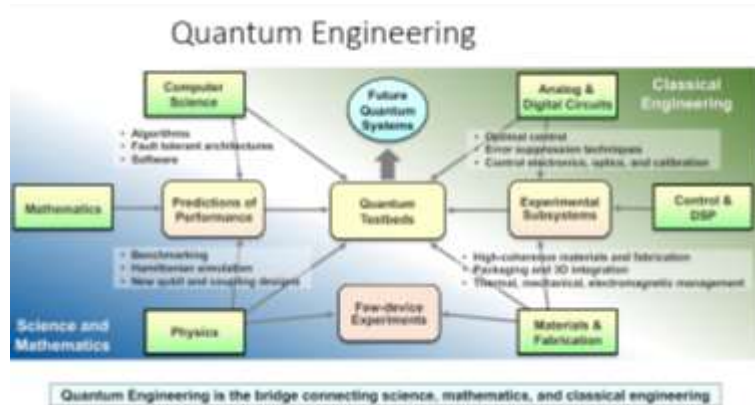 Quantum Engineering
Computer
Science
Future
Quantum
Systems
Analog &
Digital Circuits
Classical
Engineering
• Algorithms
• Fault tolerant architectures
• Software
• Optimal control
• Error suppression techniques
• Control electronics, optics, and calibration
Mathematics
Predictions of
Performance
Quantum
Testbeds
Experimental
Subsystems
Control &
DSP
• Benchmarking
• Hamiltonian simulation
• New qubit and coupling designs
• High-coherence materials and fabrication
• Packaging and 3D integration
• Thermal, mechanical, electromagnetic management
Science and
Mathematics
Physics
Few-device
Experiments
Materials &
Fabrication
Quantum Engineering is the bridge connecting science, mathematics, and classical engineering